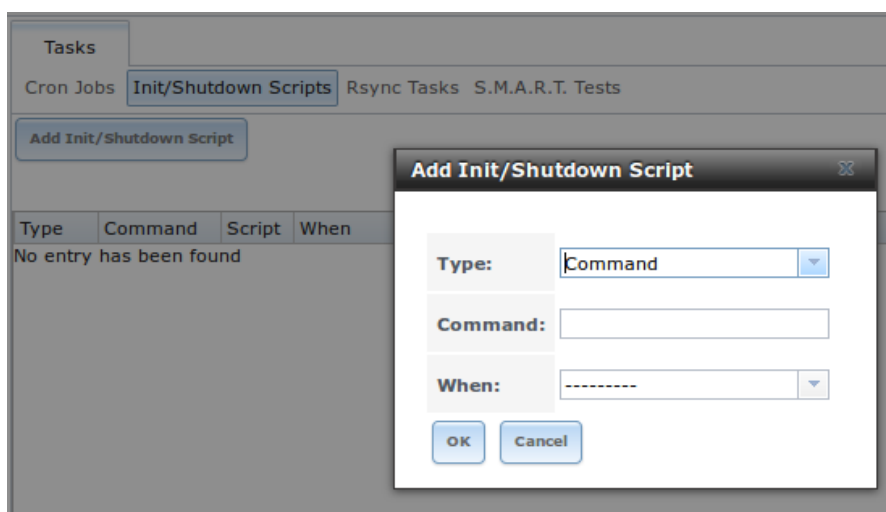 Tasks
Cron Jobs Init/Shutdown Scripts Rsync Tasks S.M.A.R.T. Tests
Add Init/Shutdown Script
Type Command Script When
No entry has been found
Add Init/Shutdown Script
Type: Command
Command:
When: ---------
OK Cancel